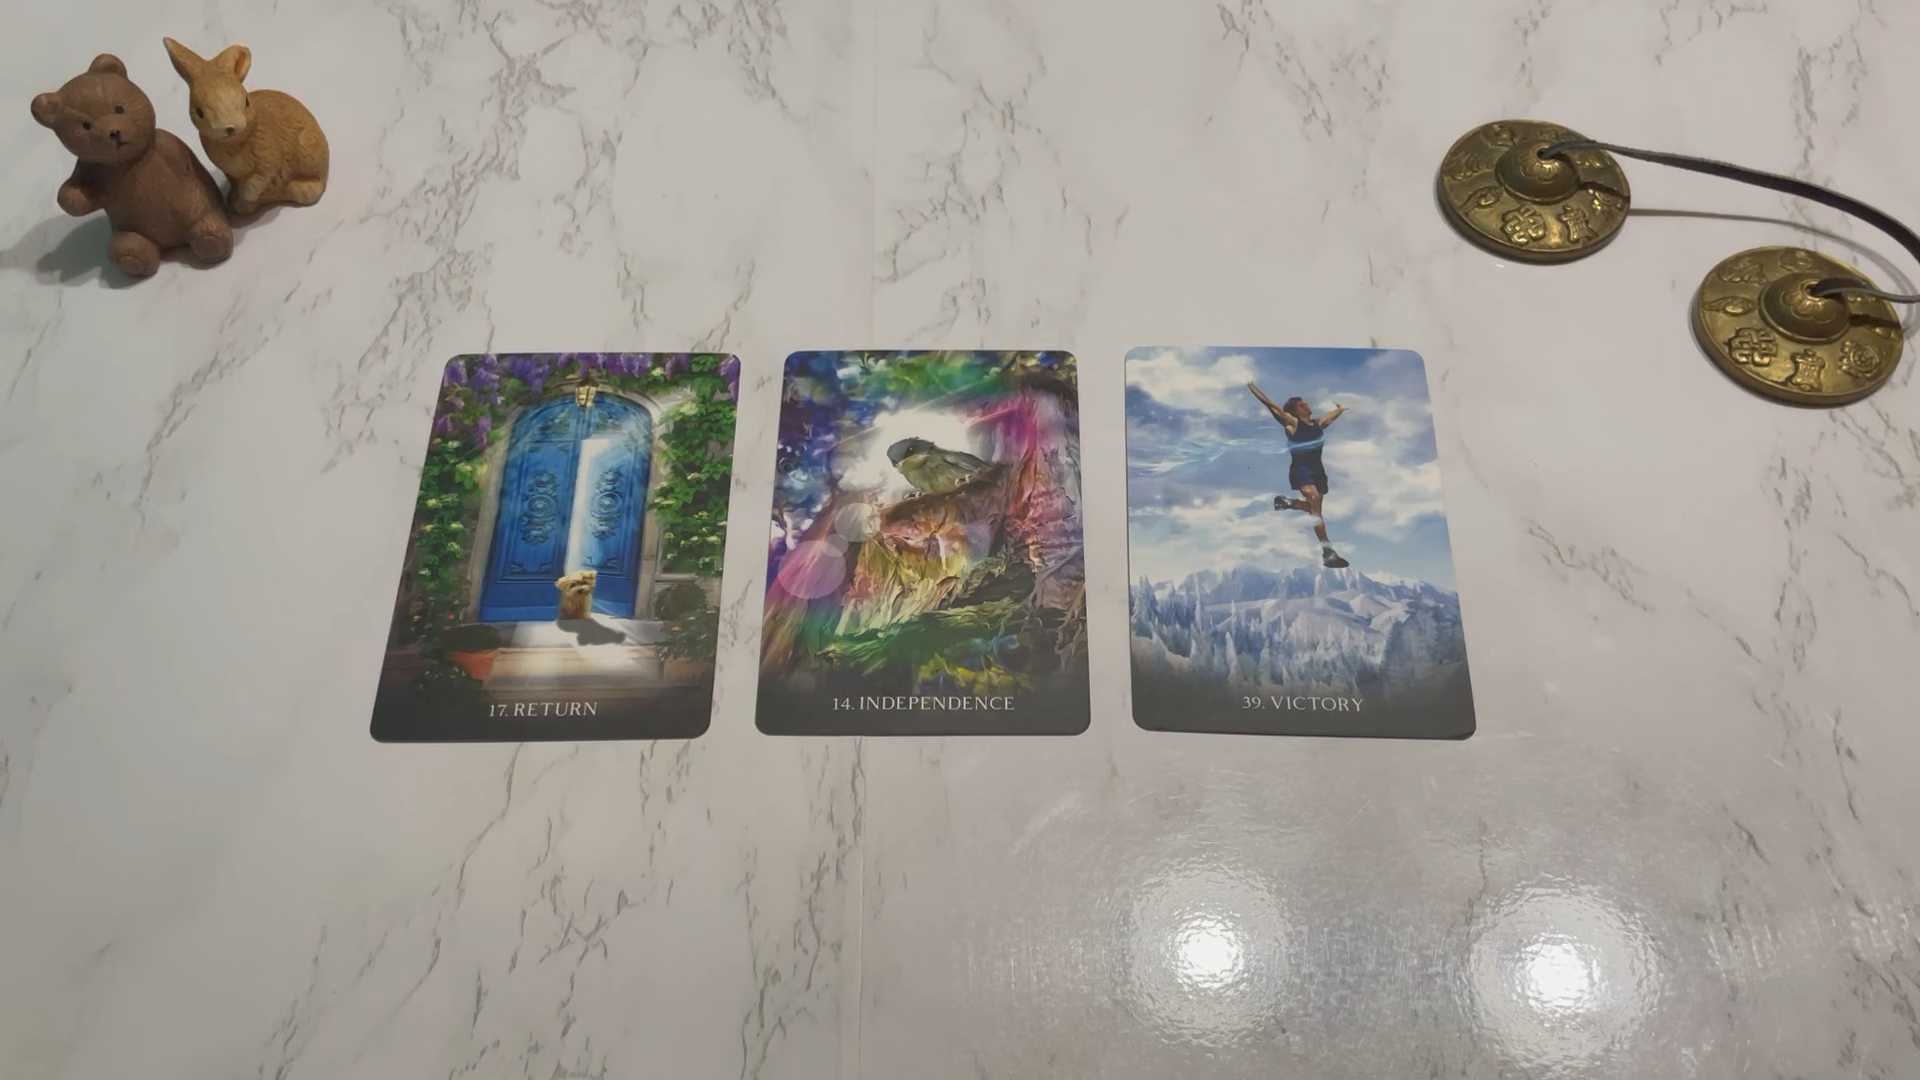 17. RETURN
14. INDEPENDENCE
39. VICTORY